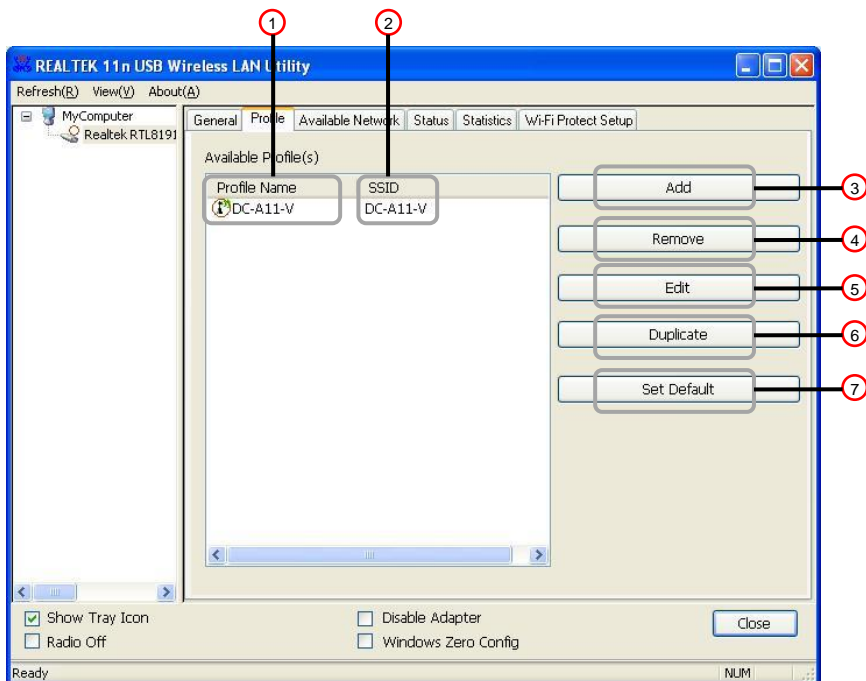 1 2
REALTEK 11n USB Wireless LAN Utility
Refresh(R) View(V) About(A)
MyComputer
Realtek RTL8191
General Profile Available Network Status Statistics Wi-Fi Protect Setup
Available Profile(s)
Profile Name SSID
DC-A11-V DC-A11-V
Add 3
Remove 4
Edit 5
Duplicate 6
Set Default 7
Show Tray Icon Disable Adapter
Radio Off Windows Zero Config
Close
Ready NUM